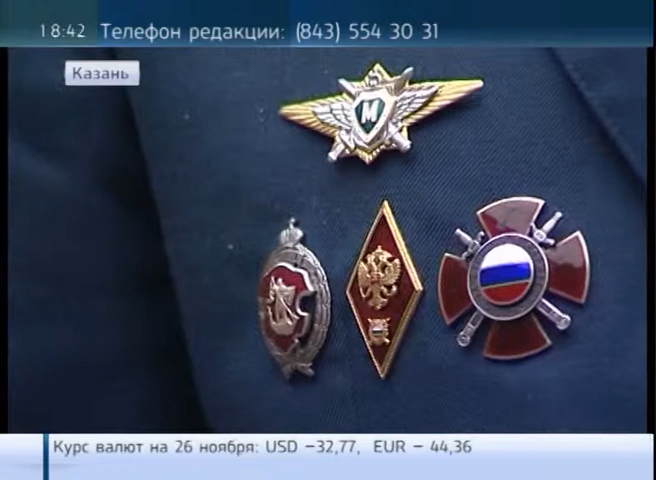 18:42 Телефон редакции: (843) 554 30 31
Казань
М
Курс валют на 26 ноября: USD –32,77, EUR – 44,36